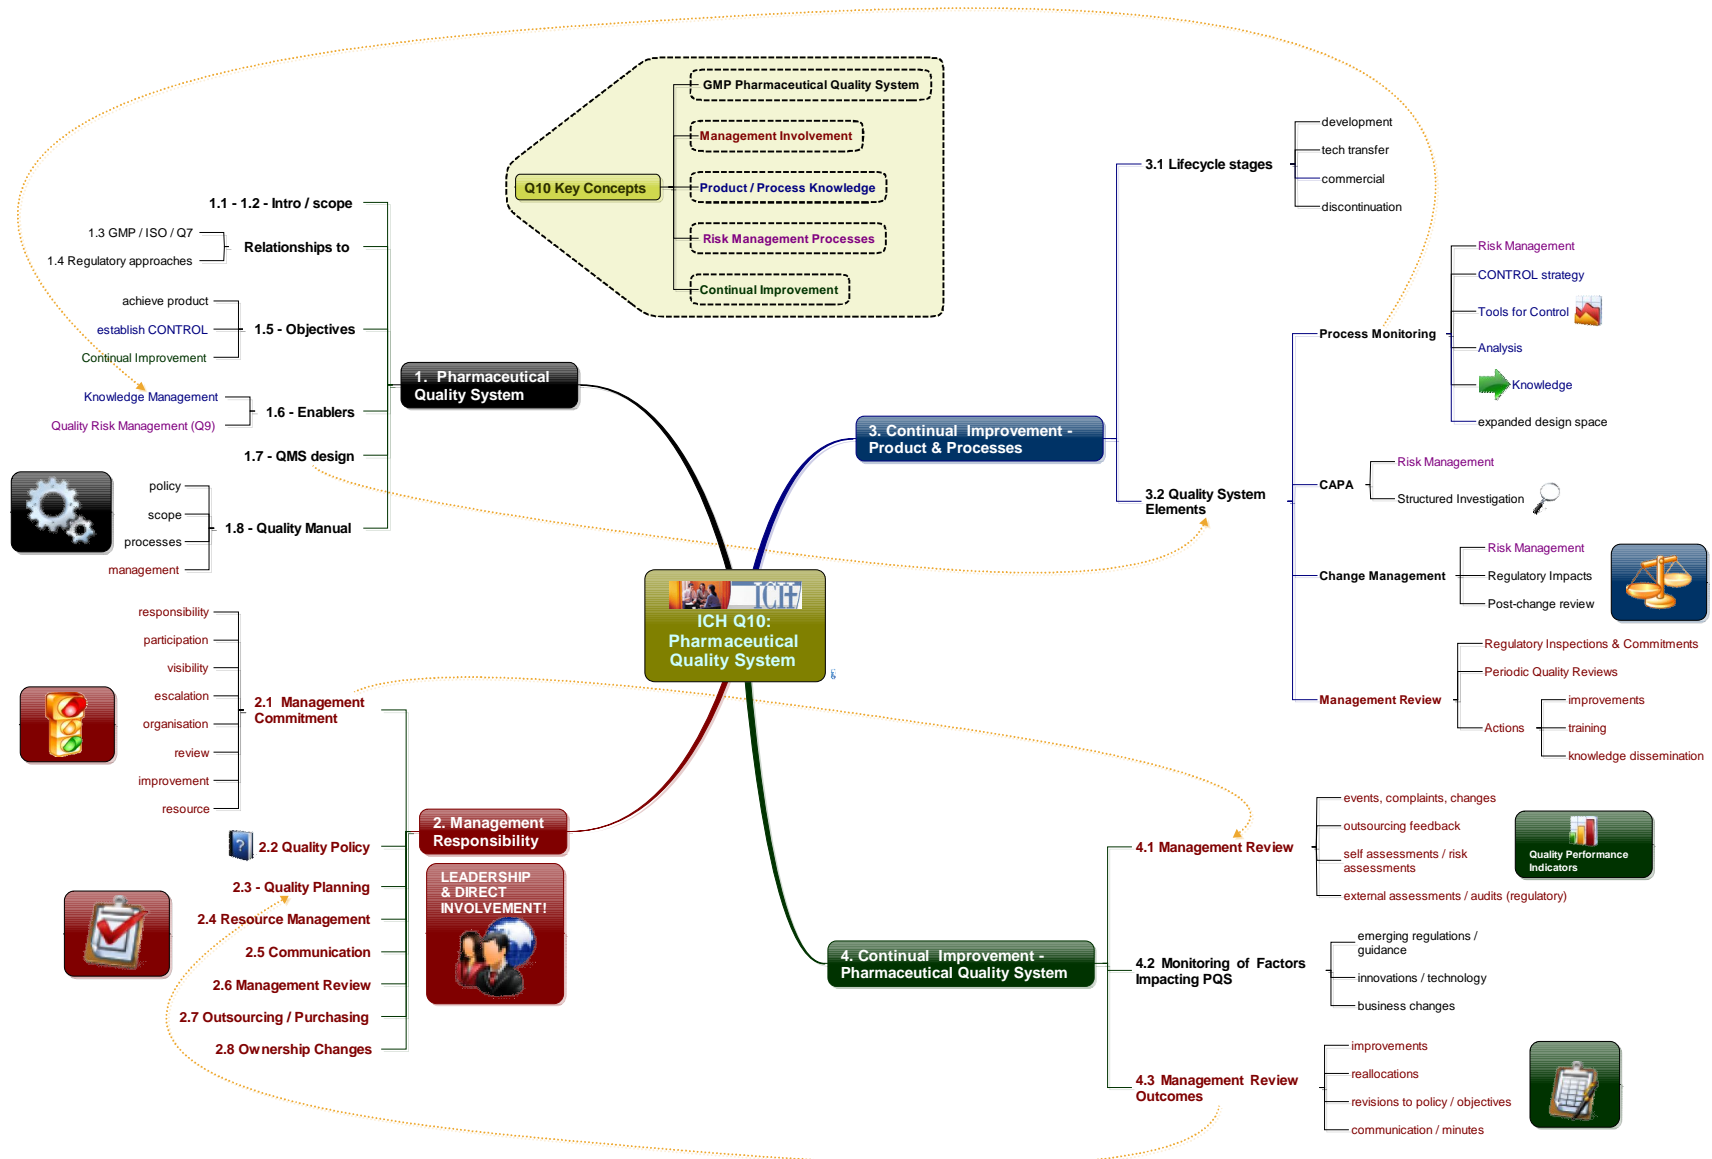 GMP Pharmaceutical Quality System
Management Involvement
Q10 Key Concepts
Product / Process Knowledge
Risk Management Processes
Continual Improvement
1.1 - 1.2 - Intro / scope
1.3 GMP / ISO / Q7
Relationships to
1.4 Regulatory approaches
achieve product
establish CONTROL
1.5 - Objectives
Continual Improvement
1. Pharmaceutical
Quality System
Knowledge Management
1.6 - Enablers
Quality Risk Management (Q9)
1.7 - QMS design
policy
scope
1.8 - Quality Manual
processes
management
ICH
ICH Q10:
Pharmaceutical
Quality System
responsibility
participation
visibility
escalation
2.1 Management
Commitment
organisation
review
improvement
resource
2. Management
Responsibility
2.2 Quality Policy
?
2.3 - Quality Planning
2.4 Resource Management
2.5 Communication
2.6 Management Review
2.7 Outsourcing / Purchasing
2.8 Ownership Changes
LEADERSHIP
& DIRECT
INVOLVEMENT!
3. Continual Improvement -
Product & Processes
3.1 Lifecycle stages
development
tech transfer
commercial
discontinuation
3.2 Quality System
Elements
Process Monitoring
Risk Management
CONTROL strategy
Tools for Control
Analysis
Knowledge
expanded design space
CAPA
Risk Management
Structured Investigation
Change Management
Risk Management
Regulatory Impacts
Post-change review
Management Review
Regulatory Inspections & Commitments
Periodic Quality Reviews
Actions
improvements
training
knowledge dissemination
4. Continual Improvement -
Pharmaceutical Quality System
4.1 Management Review
events, complaints, changes
outsourcing feedback
self assessments / risk
assessments
external assessments / audits (regulatory)
Quality Performance
Indicators
4.2 Monitoring of Factors
Impacting PQS
emerging regulations /
guidance
innovations / technology
business changes
4.3 Management Review
Outcomes
improvements
reallocations
revisions to policy / objectives
communication / minutes